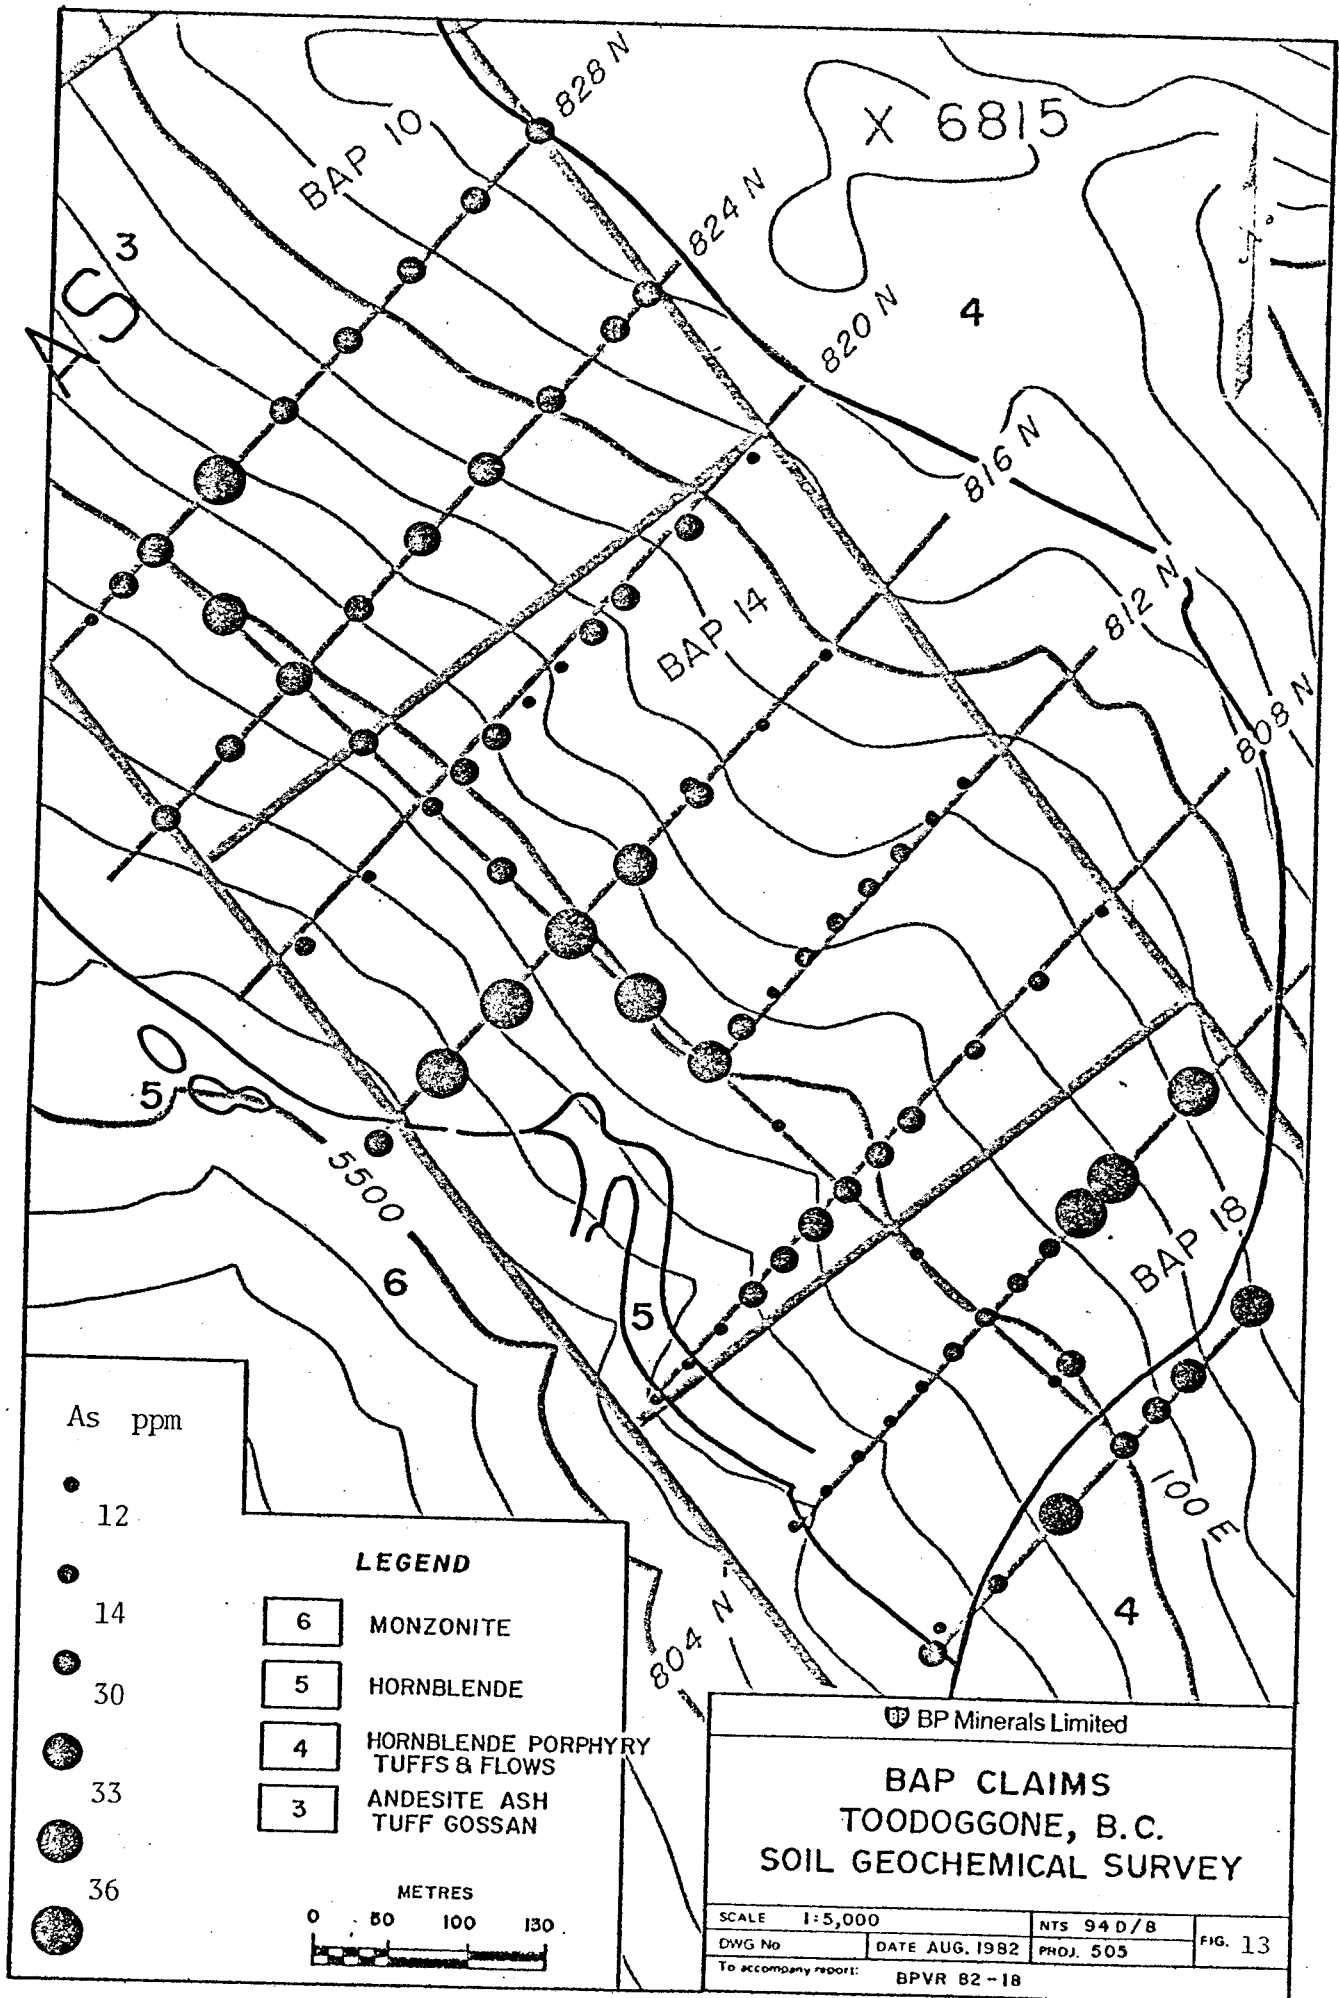 828 N
BAP 10
X 6815
824 N
3
AS
820 N
4
816 N
BAP 14
812 N
808 N
5
5500
BAP 18
6
5
100 E
4
804 N
As ppm
12
14
30
33
36
LEGEND
6 MONZONITE
5 HORNBLENDE
4 HORNBLENDE PORPHYRY
TUFFS & FLOWS
3 ANDESITE ASH
TUFF GOSSAN
METRES
0 50 100 130
BP BP Minerals Limited
BAP CLAIMS
TOODOGGONE, B.C.
SOIL GEOCHEMICAL SURVEY
SCALE 1:5,000
NTS 94 D/8
FIG. 13
DWG No
DATE AUG. 1982
PROJ. 505
To accompany report: BPVR 82-18